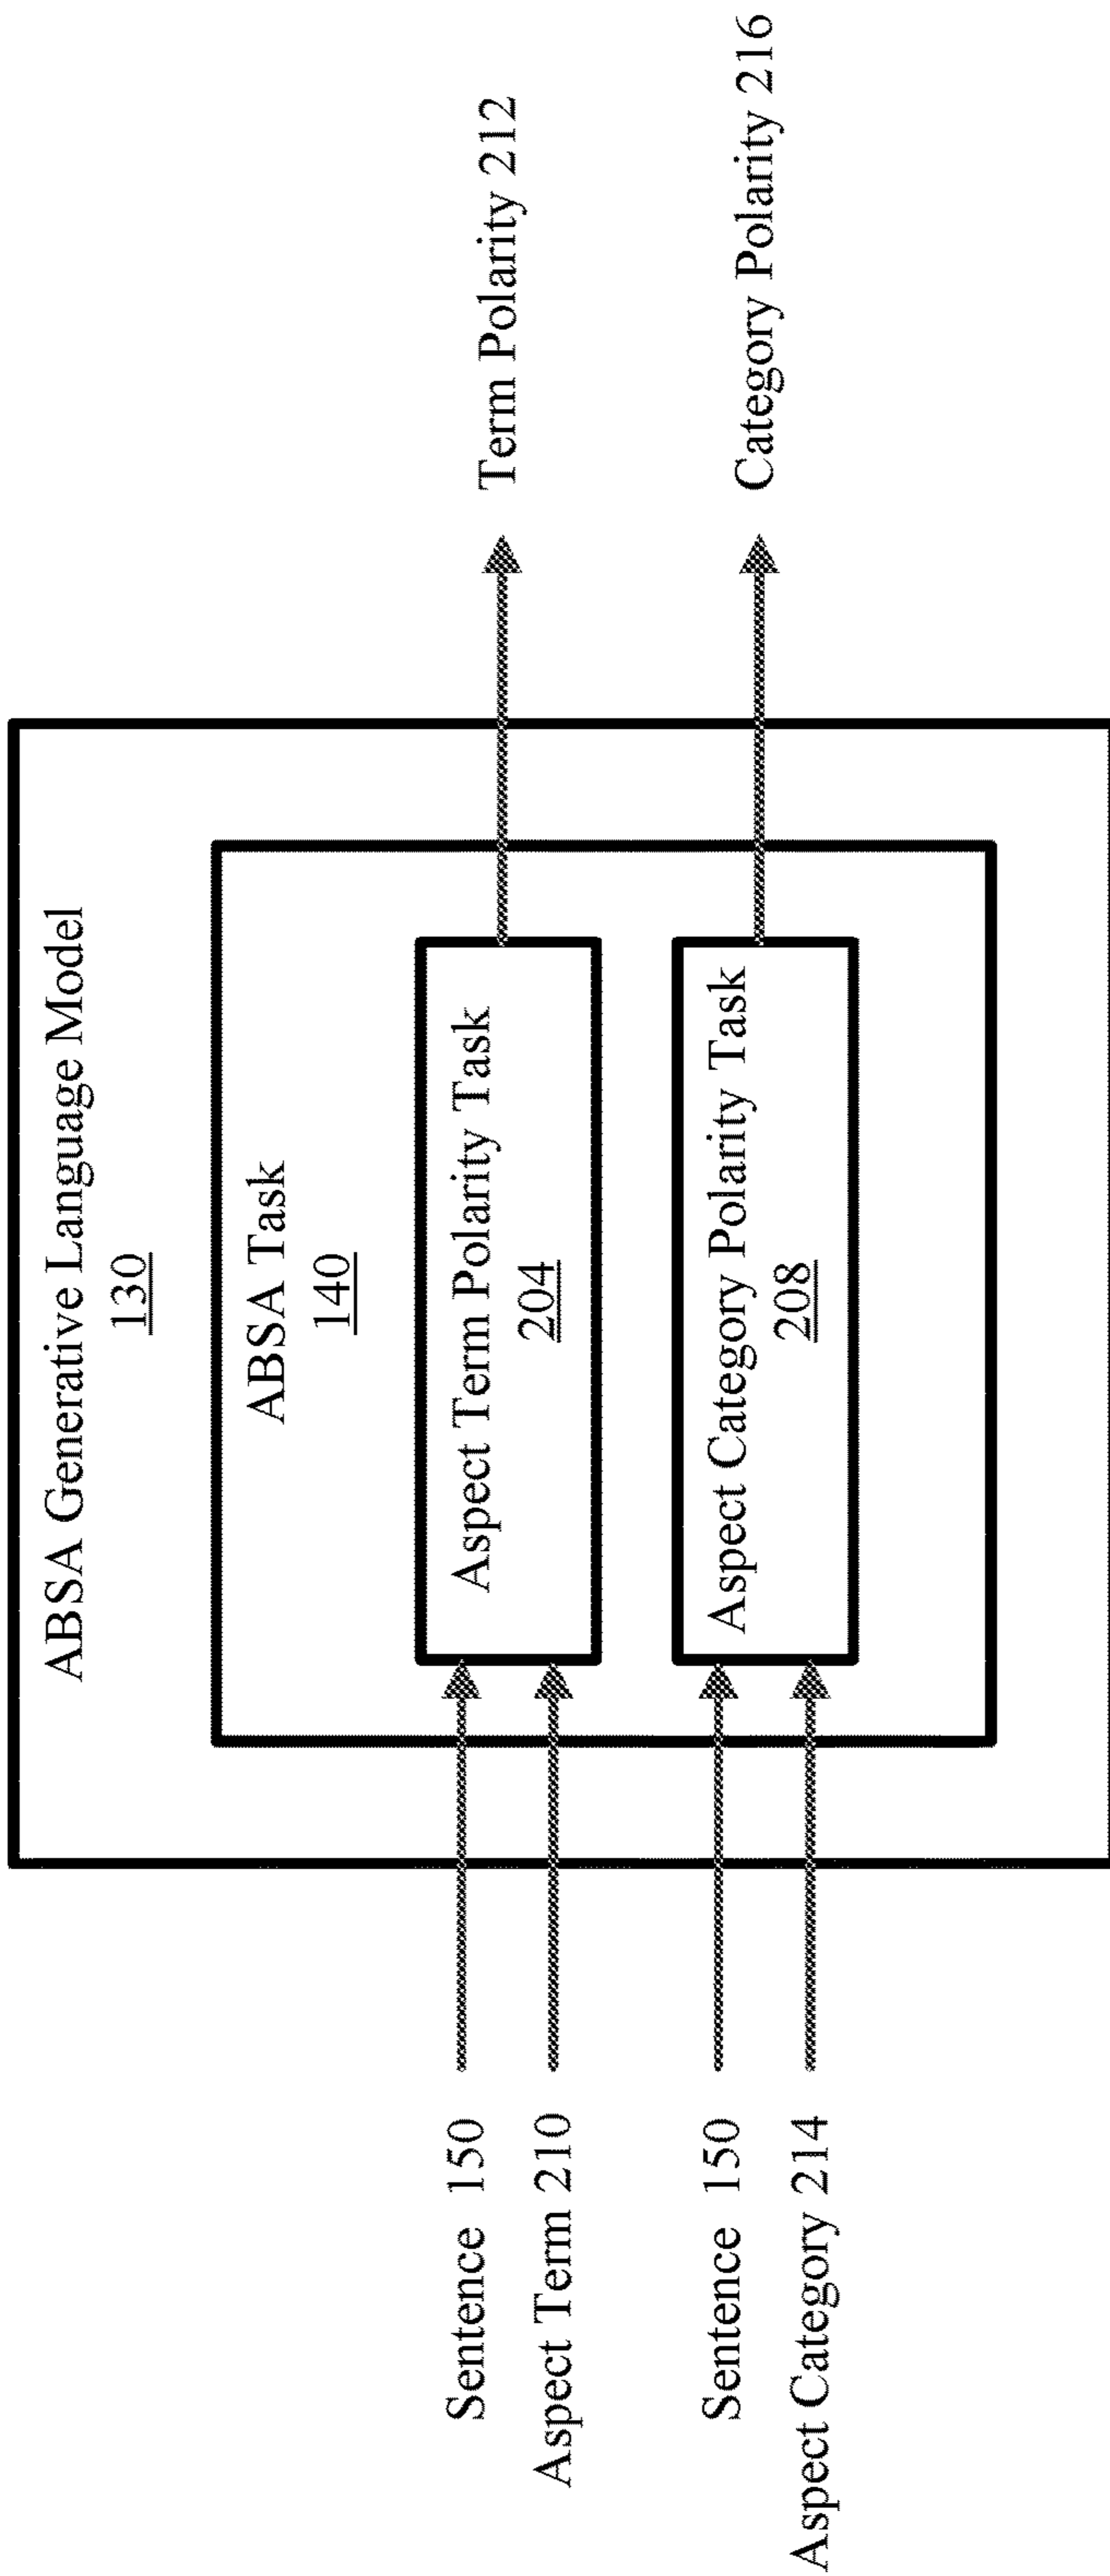 ABSA Generative Language Model
130
ABSA Task
140
Sentence 150
Aspect Term 210
Aspect Term Polarity Task
204
Term Polarity 212
Sentence 150
Aspect Category 214
Aspect Category Polarity Task
208
Category Polarity 216